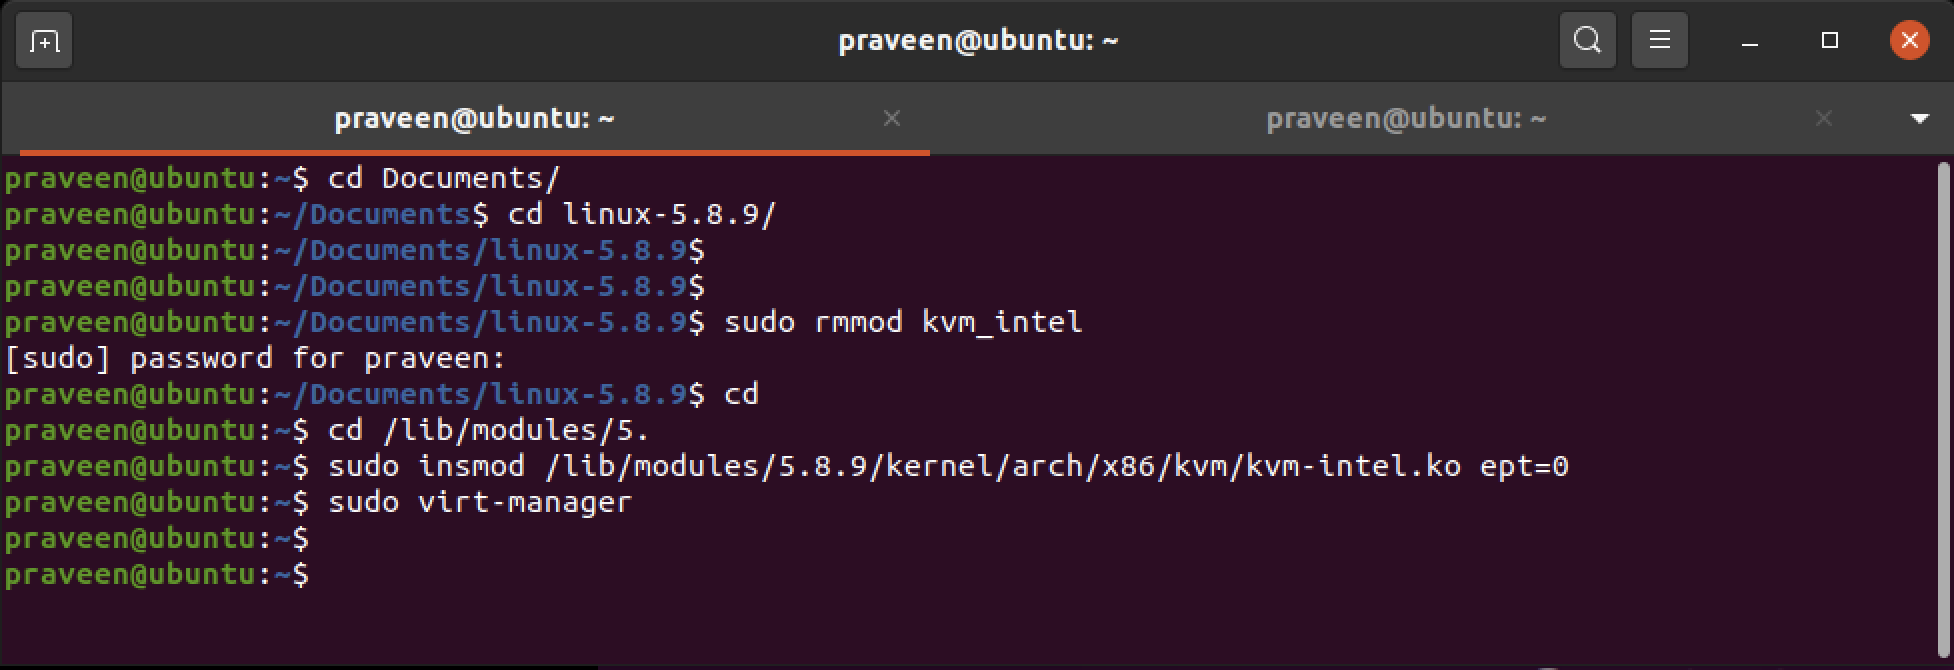 praveen@ubuntu: ~
praveen@ubuntu: ~
praveen@ubuntu: ~
praveen@ubuntu:~$ cd Documents/
praveen@ubuntu:~/Documents$ cd linux-5.8.9/
praveen@ubuntu:~/Documents/linux-5.8.9$
praveen@ubuntu:~/Documents/linux-5.8.9$
praveen@ubuntu:~/Documents/linux-5.8.9$ sudo rmmod kvm_intel
[sudo] password for praveen:
praveen@ubuntu:~/Documents/linux-5.8.9$ cd
praveen@ubuntu:~$ cd /lib/modules/5.
praveen@ubuntu:~$ sudo insmod /lib/modules/5.8.9/kernel/arch/x86/kvm/kvm-intel.ko ept=0
praveen@ubuntu:~$ sudo virt-manager
praveen@ubuntu:~$
praveen@ubuntu:~$